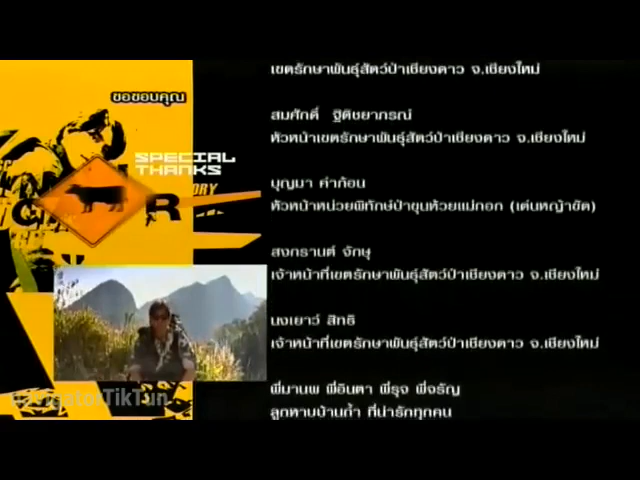 ขอขอบคุณ
SPECIAL
THANKS
ORY
R
เขตรักษาพันธุ์สัตว์ป่าเชียงดาว จ.เชียงใหม่
สมศักดิ์ ฐิติชยาภรณ์
หัวหน้าเขตรักษาพันธุ์สัตว์ป่าเชียงดาว จ.เชียงใหม่
บุญมา คำก้อน
หัวหน้าหน่วยพิทักษ์ป่าขุนห้วยแม่กอก (เด่นหญ้าขัด)
สงกรานต์ จักษุ
เจ้าหน้าที่เขตรักษาพันธุ์สัตว์ป่าเชียงดาว จ.เชียงใหม่
นงเยาว์ สิทธิ
เจ้าหน้าที่เขตรักษาพันธุ์สัตว์ป่าเชียงดาว จ.เชียงใหม่
พี่มานพ พี่อินตา พี่รุจ พี่จรัญ
ลูกหาบบ้านถ้ำ ที่น่ารักทุกคน
TikTun